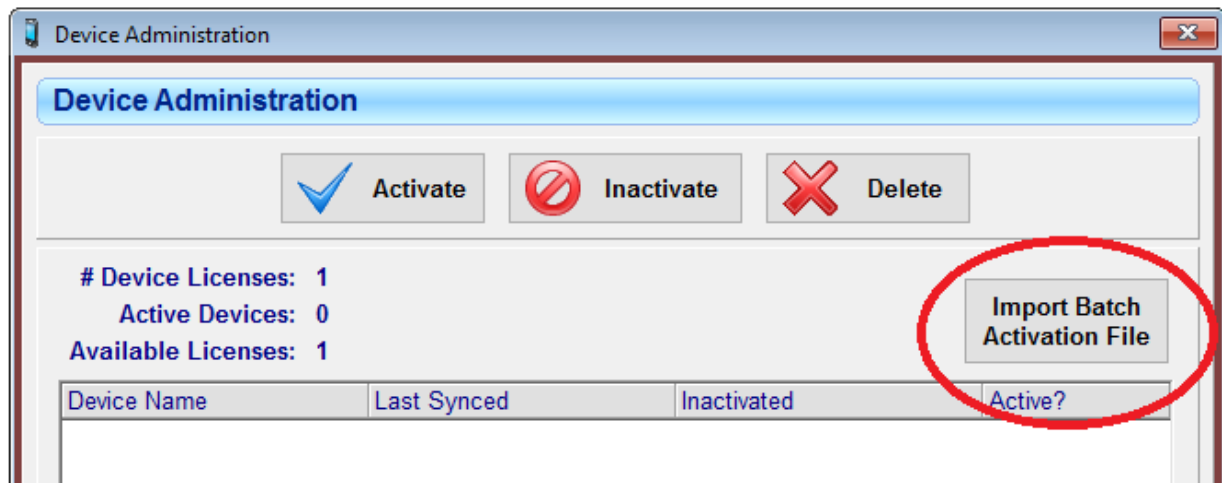 Device Administration
Device Administration
Activate Inactivate Delete
# Device Licenses: 1
Active Devices: 0
Available Licenses: 1
Import Batch
Activation File
Device Name Last Synced Inactivated Active?